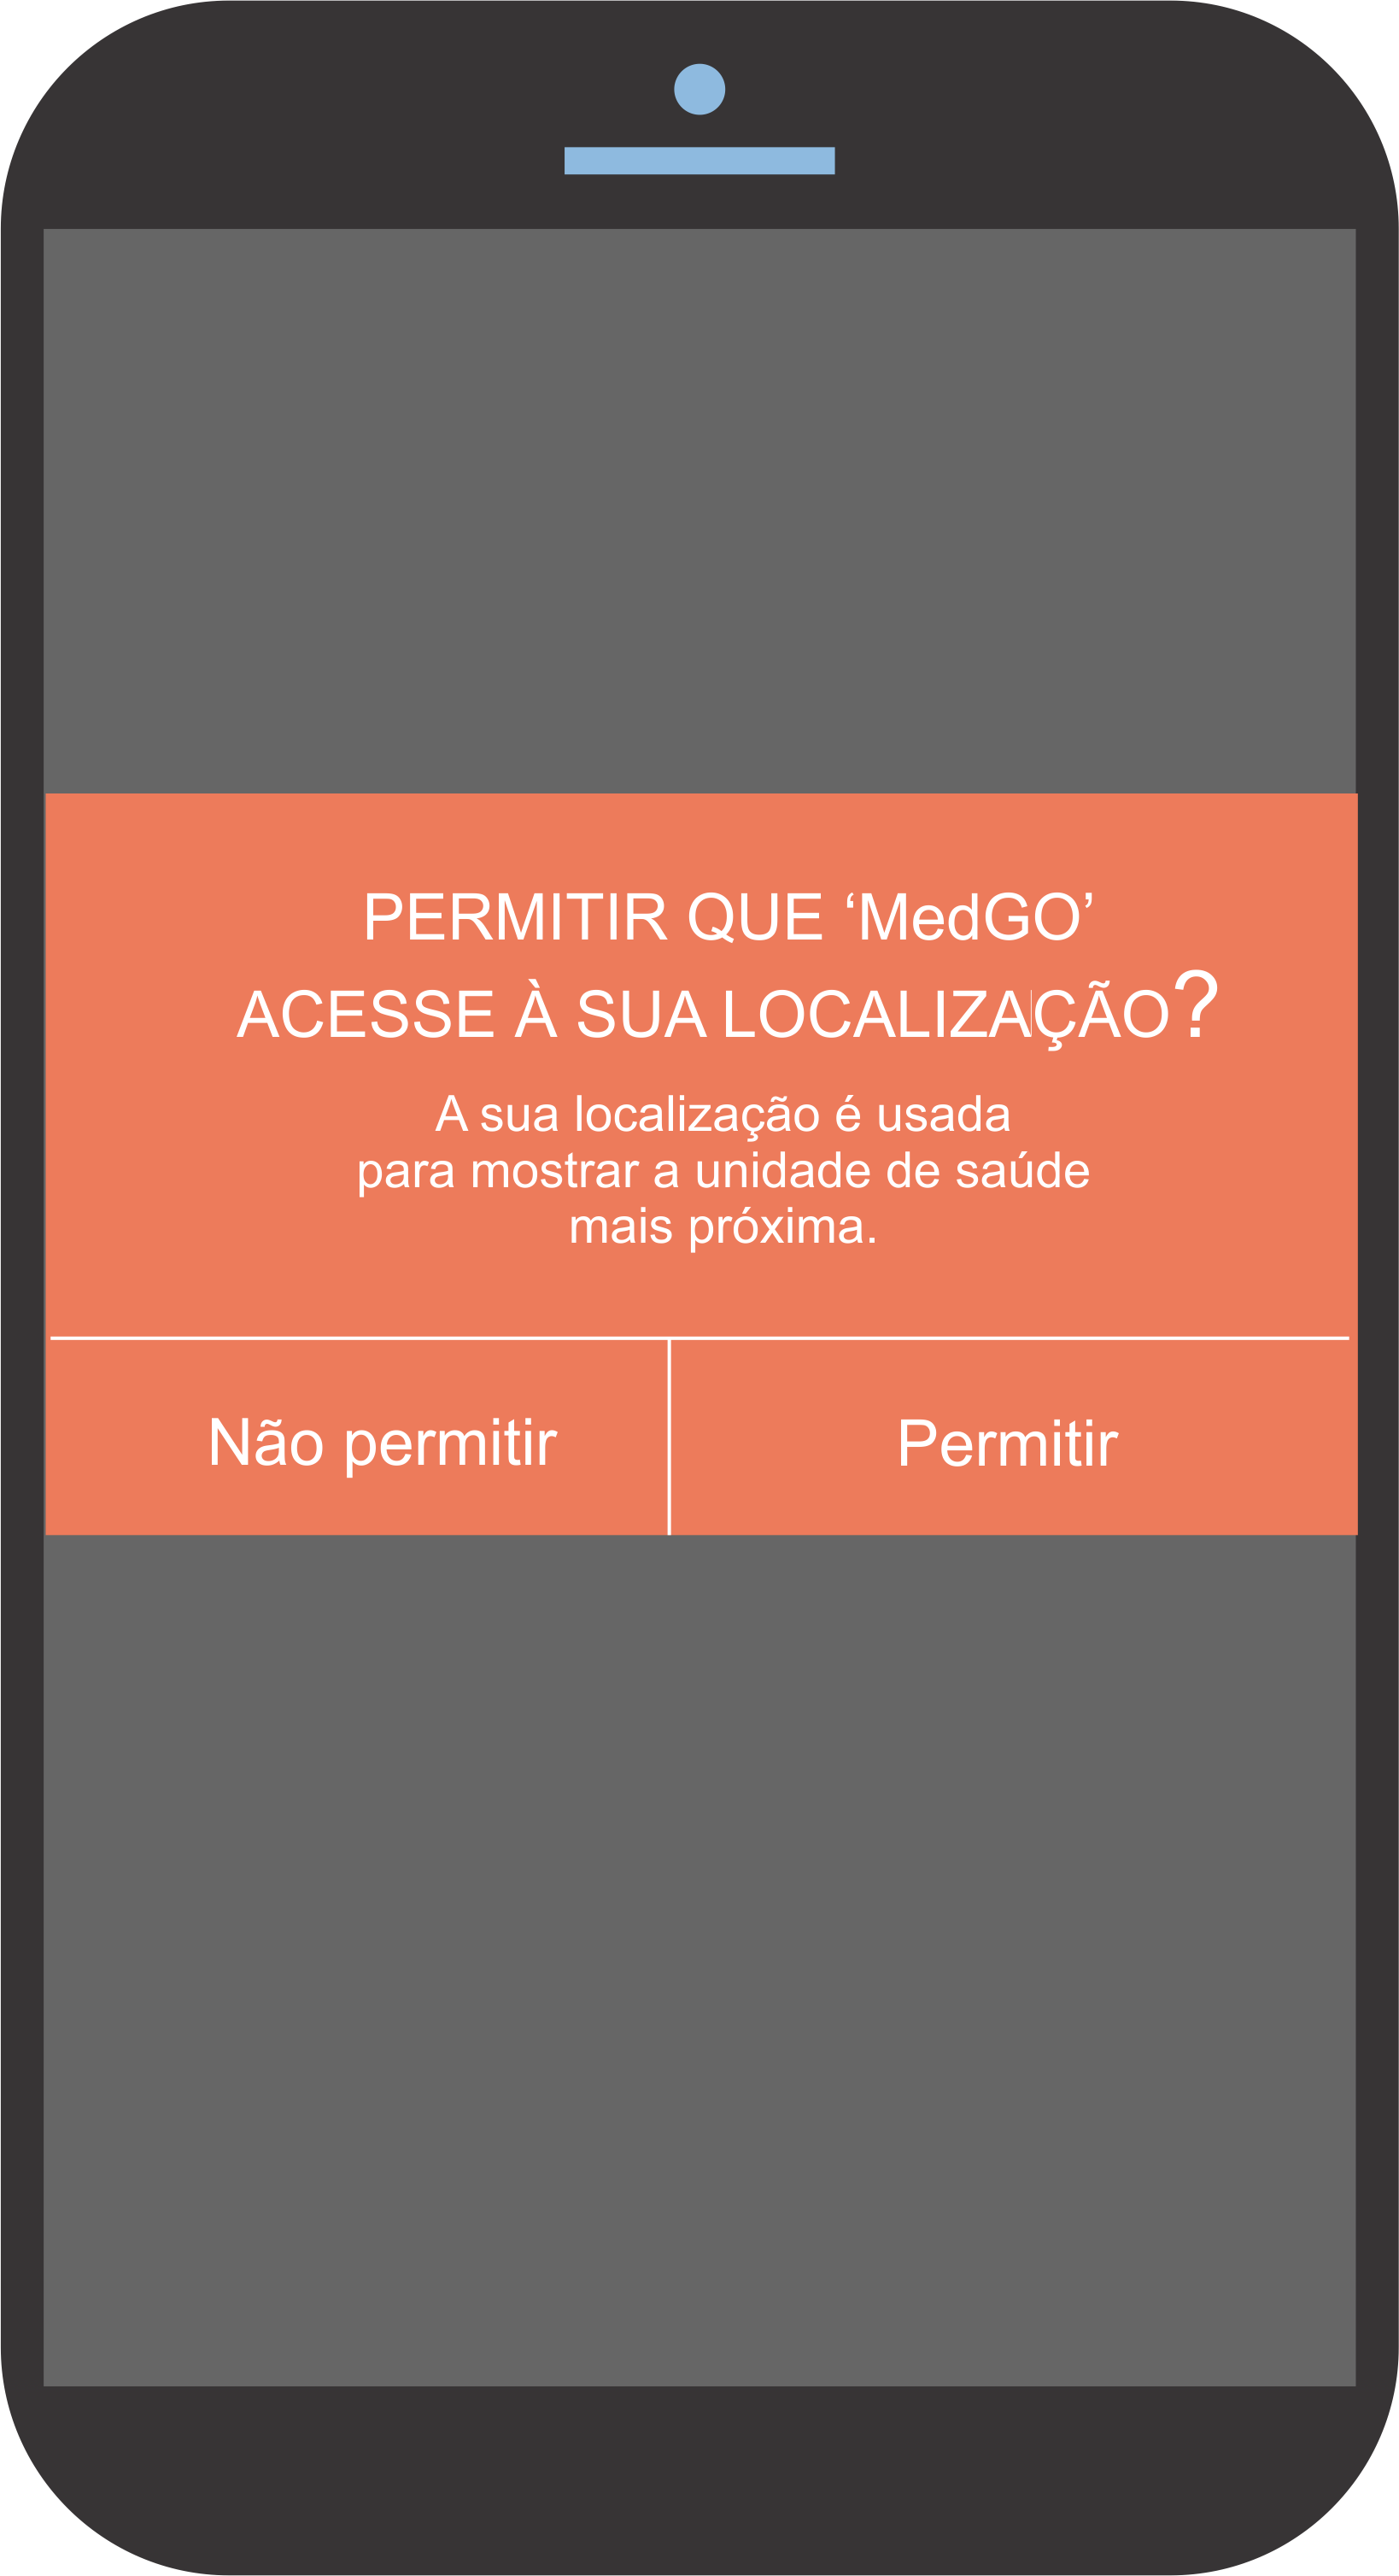 PERMITIR QUE ‘MedGO’
ACESSE À SUA LOCALIZAÇÃO?
A sua localização é usada
para mostrar a unidade de saúde
mais próxima.
Não permitir
Permitir